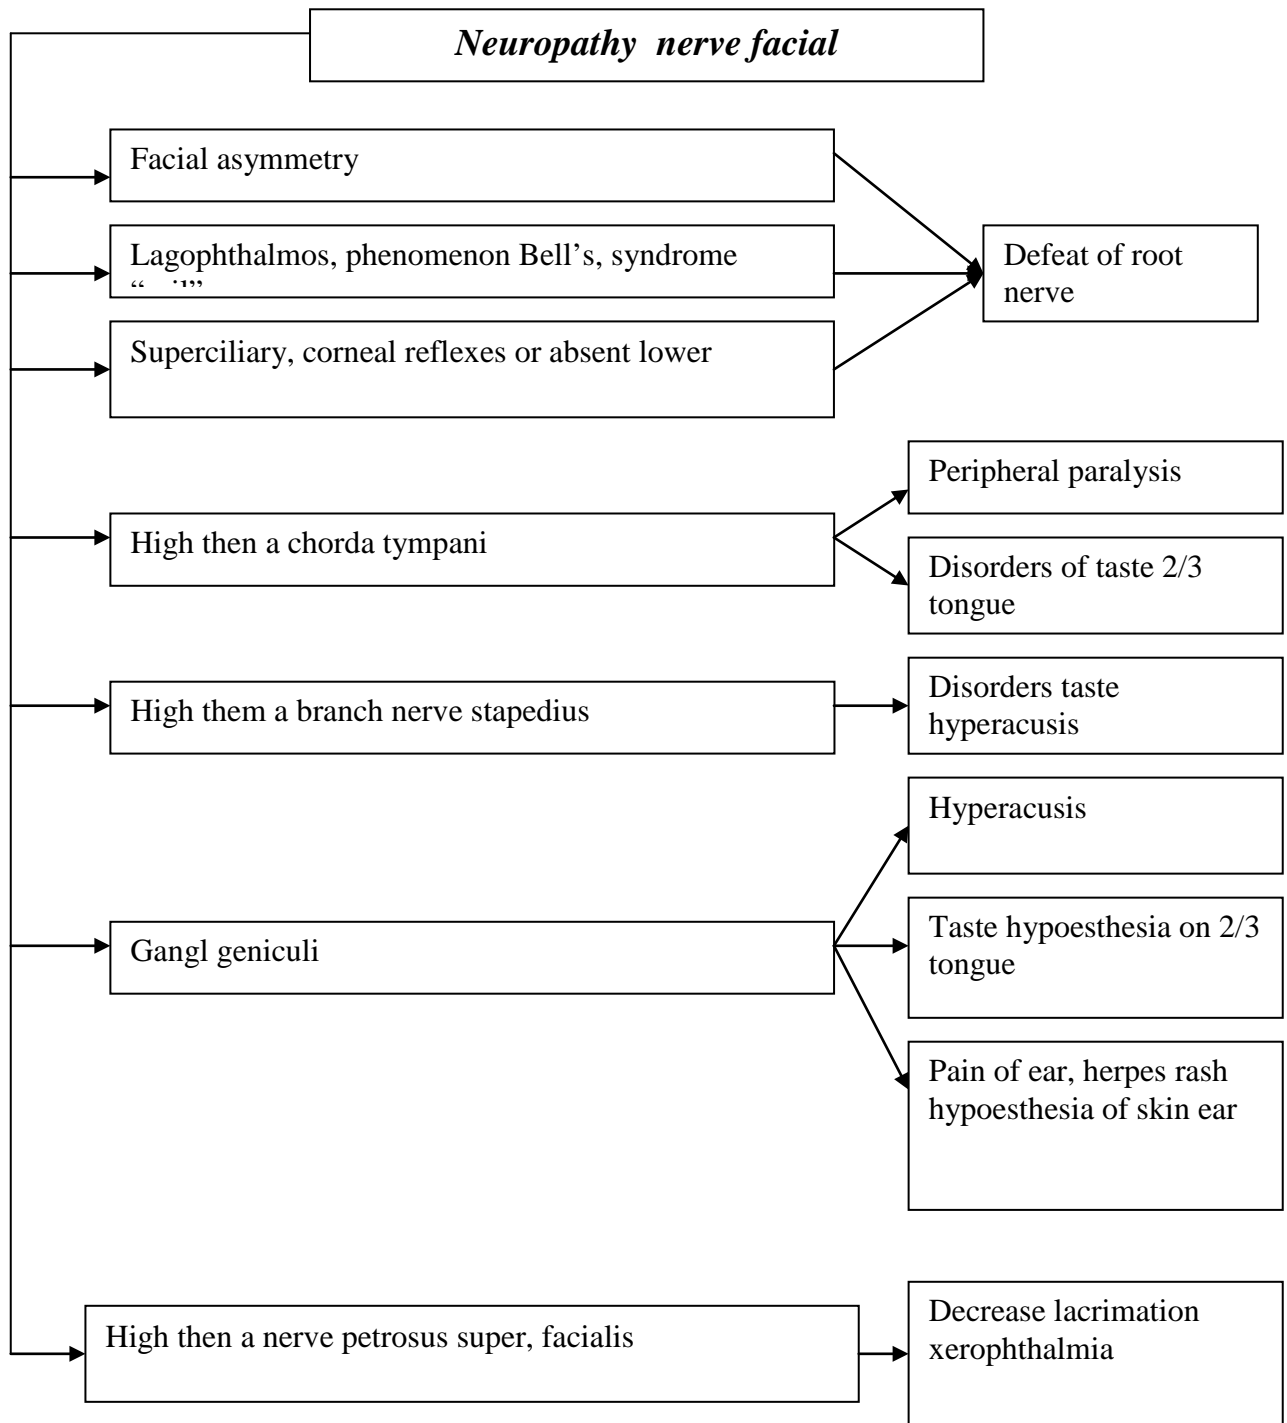 Neuropathy nerve facial
Facial asymmetry
Lagophthalmos, phenomenon Bell's, syndrome
Defeat of root
nerve
Superciliary, corneal reflexes or absent lower
Peripheral paralysis
High then a chorda tympani
Disorders of taste 2/3
tongue
High them a branch nerve stapedius
Disorders taste
hyperacusis
Hyperacusis
Gangl geniculi
Taste hypoesthesia on 2/3
tongue
Pain of ear, herpes rash
hypoesthesia of skin ear
High then a nerve petrosus super, facialis
Decrease lacrimation
xerophthalmia